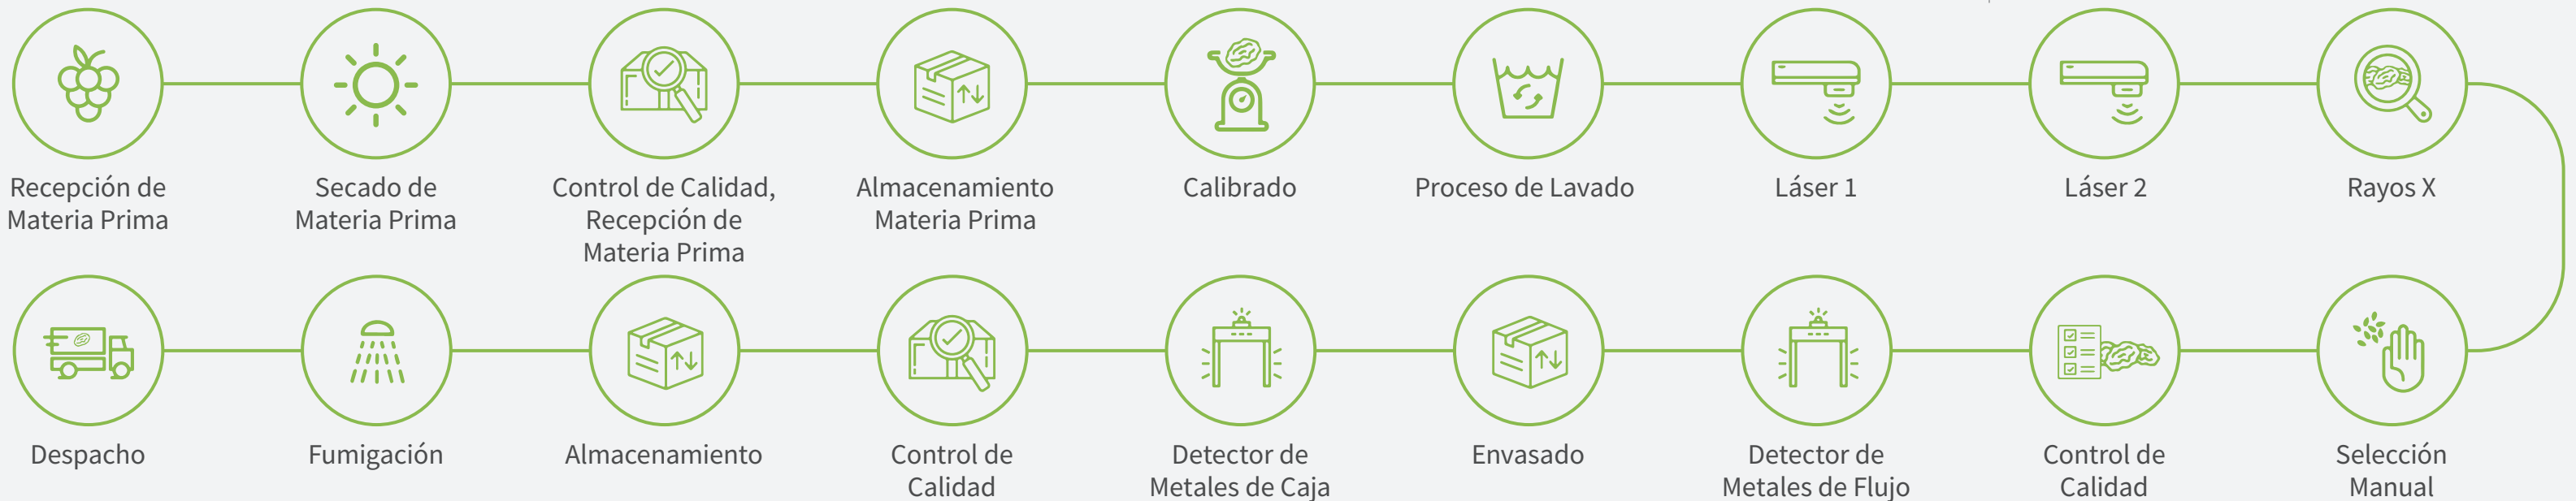 Recepción de
Materia Prima
Secado de
Materia Prima
Control de Calidad,
Recepción de
Materia Prima
Almacenamiento
Materia Prima
Calibrado
Proceso de Lavado
Láser 1
Láser 2
Rayos X
Despacho
Fumigación
Almacenamiento
Control de
Calidad
Detector de
Metales de Caja
Envasado
Detector de
Metales de Flujo
Control de
Calidad
Selección
Manual